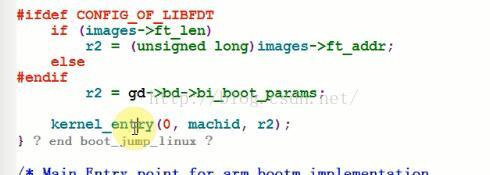 #ifdef CONFIG_OF_LIBFDT
if (images->ft_len)
r2 = (unsigned long)images->ft_addr;
else
#endif
r2 = gd->bd->bi_boot_params;
http://blog.csdn.net/
kernel_entry(0, machid, r2);
} ? end boot_jump_linux ?
/* Main Entry point for arm bootm implementation